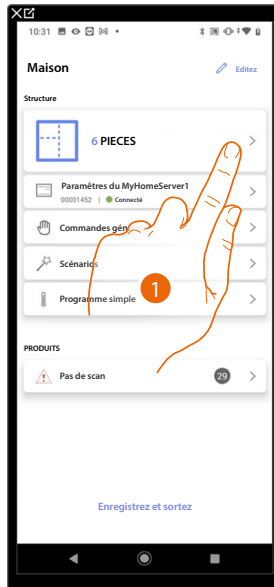 10:31
Maison
Editez
Structure
6 PIECES
Paramètres du MyHomeServer1
00001452 | Connecté
Commandes gén
Scénarios
1
Programme simple
PRODUITS
Pas de scan
29
Enregistrez et sortez